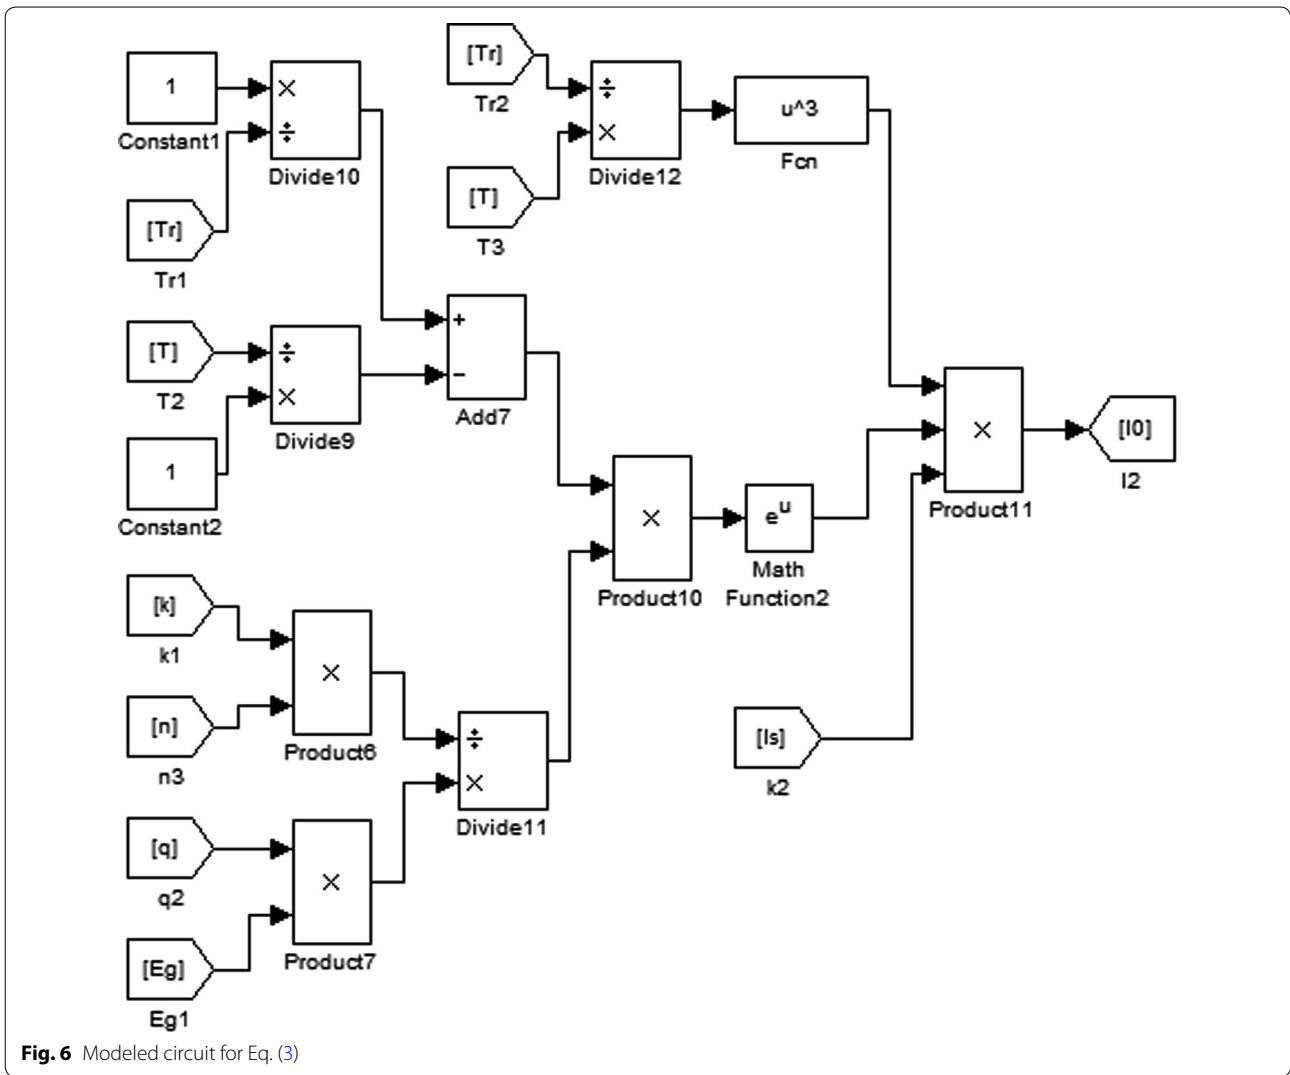 1
Constant1
×
÷
Divide10
[Tr]
Tr1
[Tr]
Tr2
[T]
T3
÷
×
Divide12
u^3
Fcn
[T]
T2
1
Constant2
÷
×
Divide9
+
−
Add7
[k]
k1
[n]
n3
×
Product6
[q]
q2
[Eg]
Eg1
×
Product7
÷
×
Divide11
×
Product10
eu
Math
Function2
[Is]
k2
×
Product11
[I0]
I2
Fig. 6 Modeled circuit for Eq. (3)